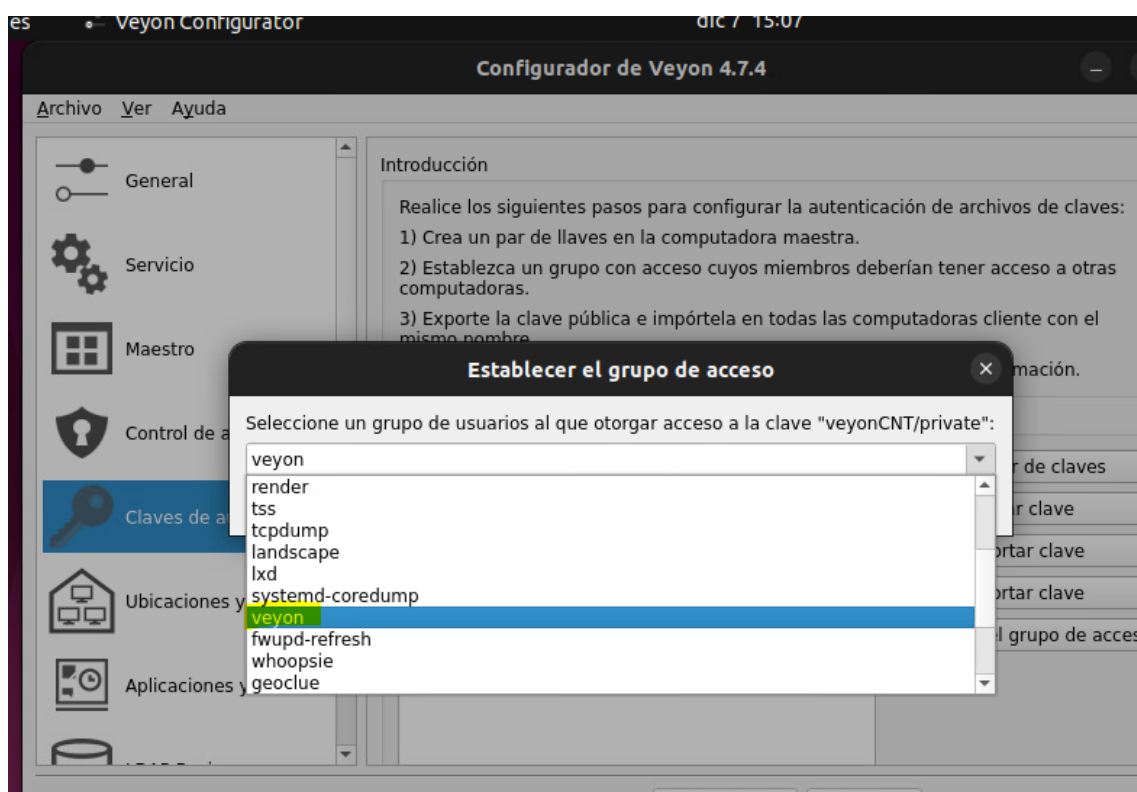 es Veyon Configurator dic 7 15:07
Configurador de Veyon 4.7.4
Archivo Ver Ayuda
General
Servicio
Maestro
Control de a
Claves de a
Ubicaciones y
Aplicaciones y
Introducción
Realice los siguientes pasos para configurar la autenticación de archivos de claves:
1) Crea un par de llaves en la computadora maestra.
2) Establezca un grupo con acceso cuyos miembros deberían tener acceso a otras
computadoras.
3) Exporte la clave pública e impórtela en todas las computadoras cliente con el
mismo nombre
mación.
Establecer el grupo de acceso
Seleccione un grupo de usuarios al que otorgar acceso a la clave "veyonCNT/private":
veyon
render
tss
tcpdump
landscape
lxd
systemd-coredump
veyon
fwupd-refresh
whoopsie
geoclue
r de claves
r clave
ortar clave
ortar clave
l grupo de acces